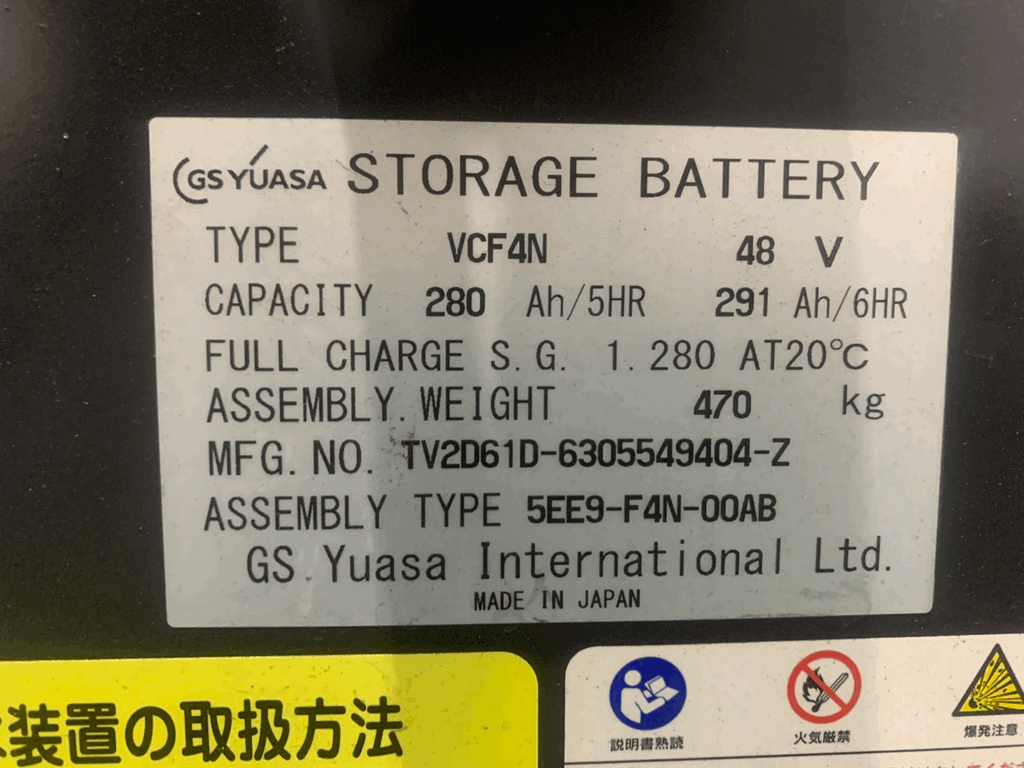 GS YUASA STORAGE BATTERY
TYPE VCF4N 48 V
CAPACITY 280 Ah/5HR 291 Ah/6HR
FULL CHARGE S.G. 1.280 AT20℃
ASSEMBLY.WEIGHT 470 kg
MFG.NO. TV2D61D-6305549404-Z
ASSEMBLY TYPE 5EE9-F4N-00AB
GS Yuasa International Ltd.
MADE IN JAPAN
装置の取扱方法
説明書熟読 火気厳禁 爆発注意